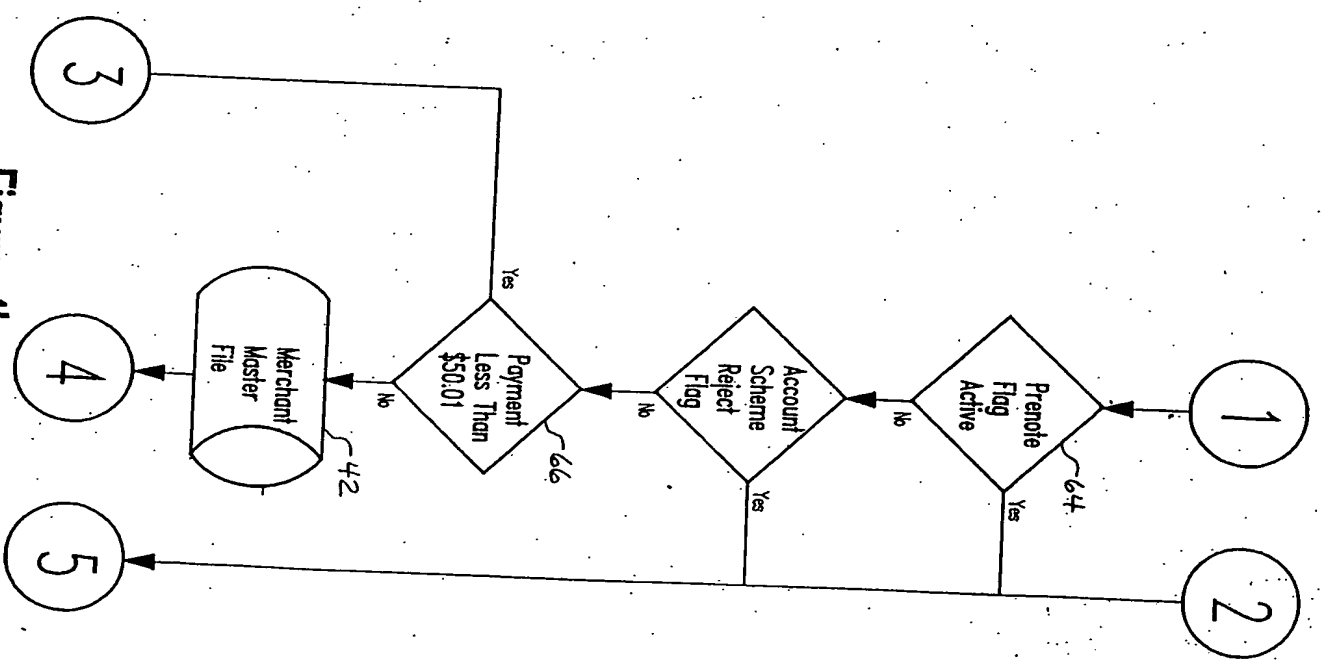 1
2
64
Prenote
Flag
Active
Yes
No
Account
Scheme
Reject
Flag
Yes
No
66
Payment
Less Than
$50.01
Yes
No
42
Merchant
Master
File
3
4
5